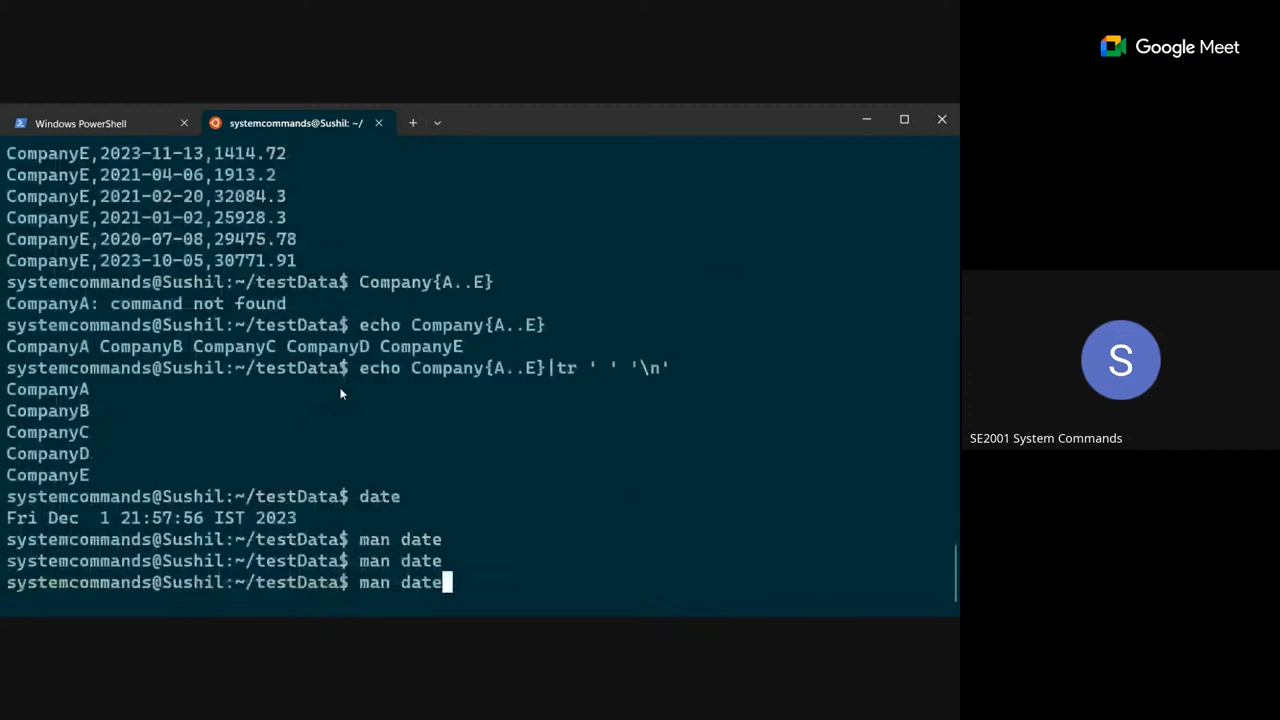 Google Meet
Windows PowerShell
systemcommands@Sushil: ~/
CompanyE,2023-11-13,1414.72
CompanyE,2021-04-06,1913.2
CompanyE,2021-02-20,32084.3
CompanyE,2021-01-02,25928.3
CompanyE,2020-07-08,29475.78
CompanyE,2023-10-05,30771.91
systemcommands@Sushil:~/testData$ Company{A..E}
CompanyA: command not found
systemcommands@Sushil:~/testData$ echo Company{A..E}
CompanyA CompanyB CompanyC CompanyD CompanyE
systemcommands@Sushil:~/testData$ echo Company{A..E}|tr ' ' '\n'
CompanyA
CompanyB
CompanyC
CompanyD
CompanyE
systemcommands@Sushil:~/testData$ date
Fri Dec  1 21:57:56 IST 2023
systemcommands@Sushil:~/testData$ man date
systemcommands@Sushil:~/testData$ man date
systemcommands@Sushil:~/testData$ man date
S
SE2001 System Commands